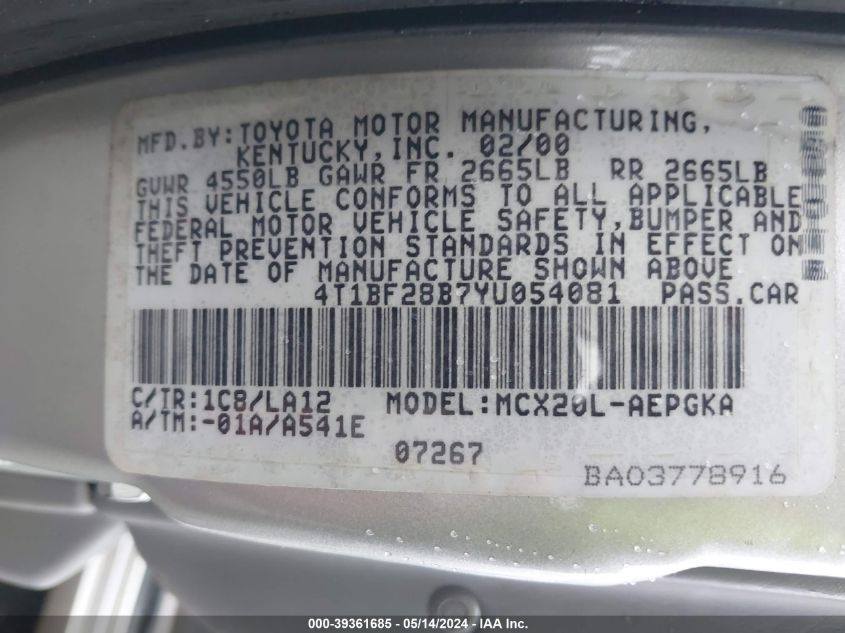 MFD.BY:TOYOTA MOTOR MANUFACTURING,
KENTUCKY,INC. 02/00
GVWR 4550LB GAWR FR 2665LB RR 2665LB
THIS VEHICLE CONFORMS TO ALL APPLICABLE
FEDERAL MOTOR VEHICLE SAFETY,BUMPER AND
THEFT PREVENTION STANDARDS IN EFFECT ON
THE DATE OF MANUFACTURE SHOWN ABOVE
4T1BF28B7YU054081 PASS.CAR
C/TR:1C8/LA12 MODEL:MCX20L-AEPGKA
A/TM:-01A/A541E
07267
BA03778916
000-39361685 / 05/14/2024 / IAA Inc.